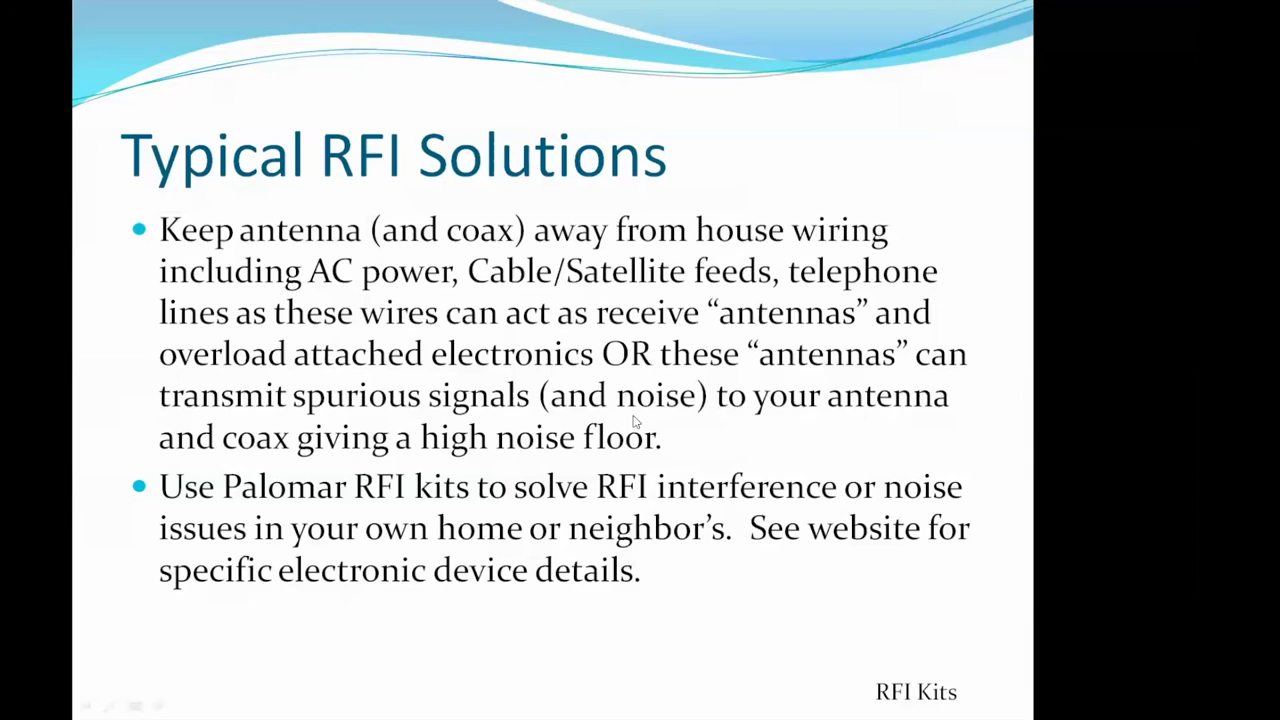 Typical RFI Solutions
Keep antenna (and coax) away from house wiring
including AC power, Cable/Satellite feeds, telephone
lines as these wires can act as receive “antennas” and
overload attached electronics OR these “antennas” can
transmit spurious signals (and noise) to your antenna
and coax giving a high noise floor.
Use Palomar RFI kits to solve RFI interference or noise
issues in your own home or neighbor’s.  See website for
specific electronic device details.
RFI Kits